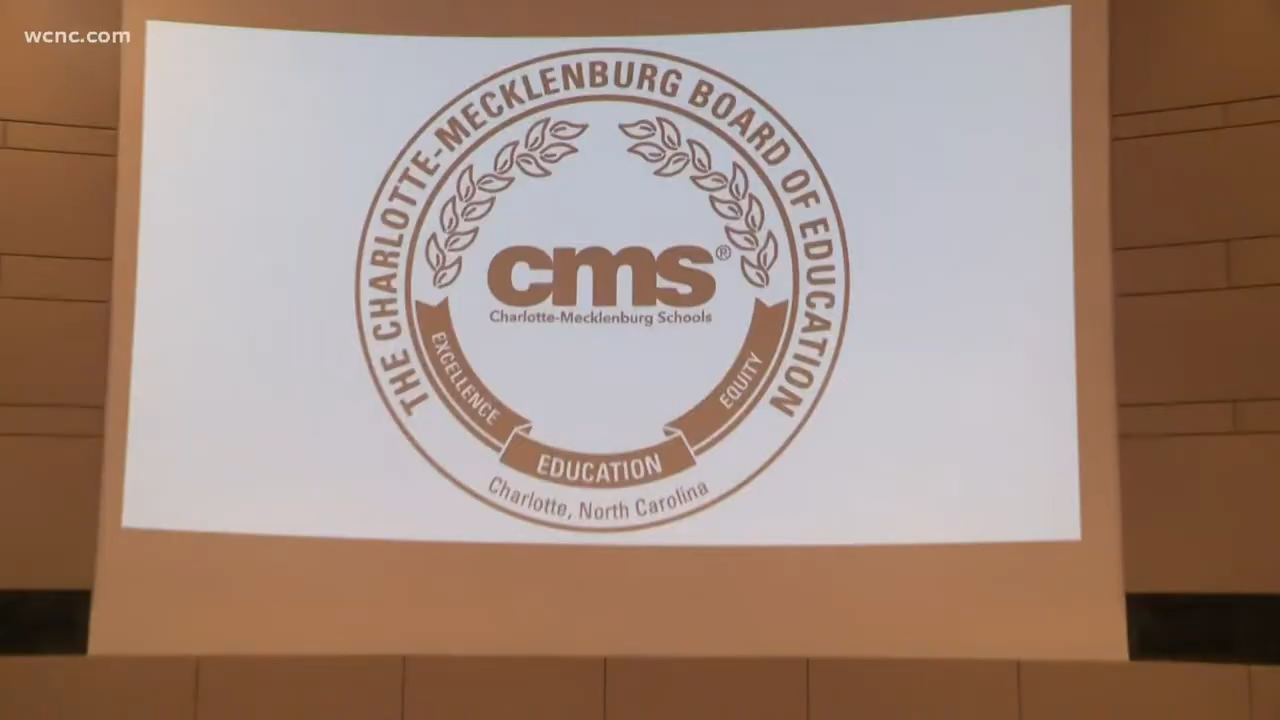 wcnc.com
THE CHARLOTTE-MECKLENBURG BOARD OF EDUCATION
cms®
Charlotte-Mecklenburg Schools
EXCELLENCE
EDUCATION
EQUITY
Charlotte, North Carolina